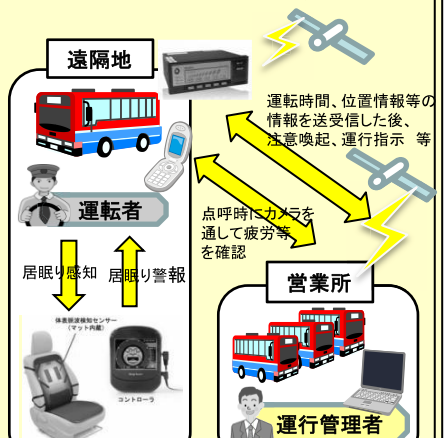 遠隔地
運転時間、位置情報等の
情報を送受信した後、
注意喚起、運行指示　等
運転者
点呼時にカメラを
通して疲労等
を確認
居眠り感知
居眠り警報
営業所
体表脈波検知センサー
（マット内蔵）
コントローラ
運行管理者